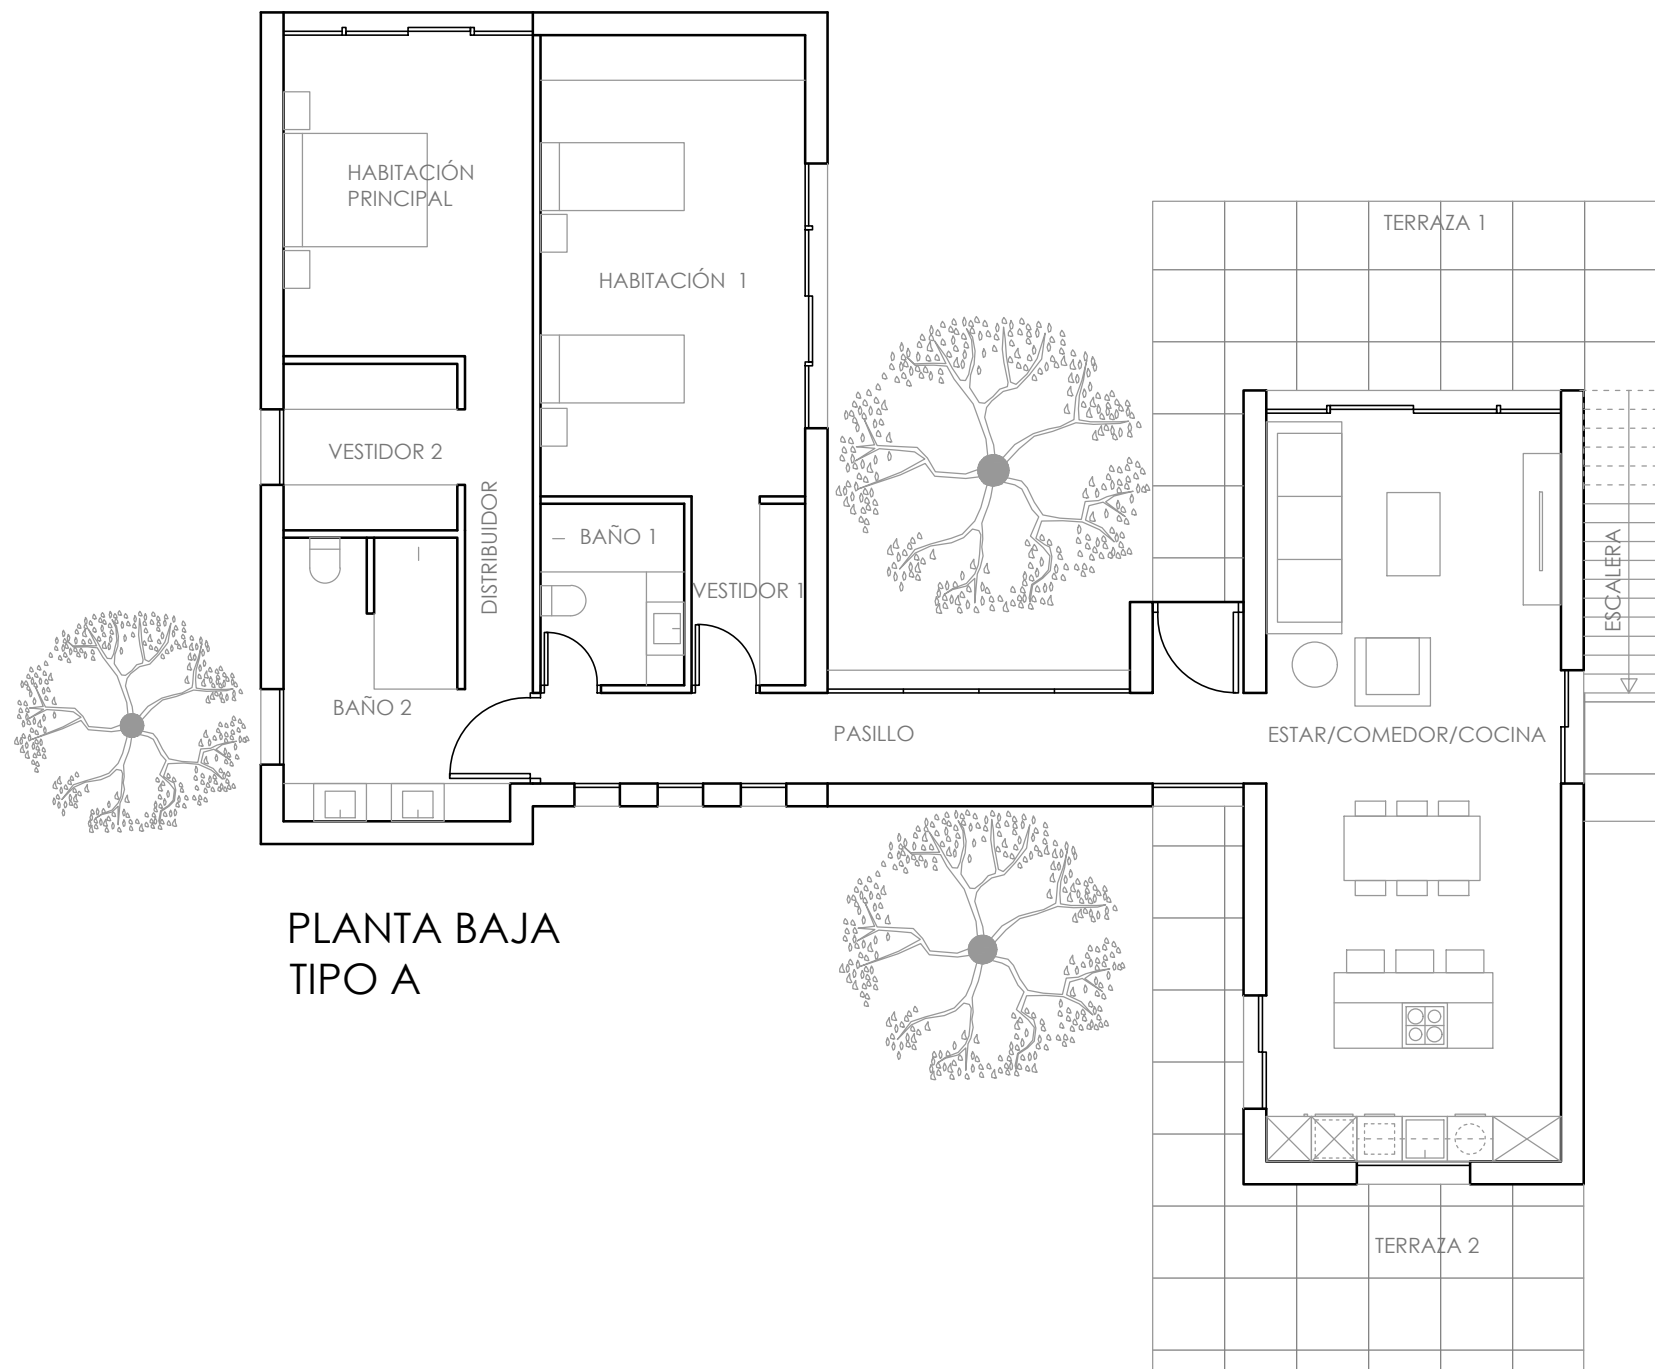 HABITACIÓN
PRINCIPAL
TERRAZA 1
HABITACIÓN 1
VESTIDOR 2
DISTRIBUIDOR
BAÑO 1
VESTIDOR 1
ESCALERA
BAÑO 2
PASILLO
ESTAR/COMEDOR/COCINA
PLANTA BAJA
TIPO A
TERRAZA 2